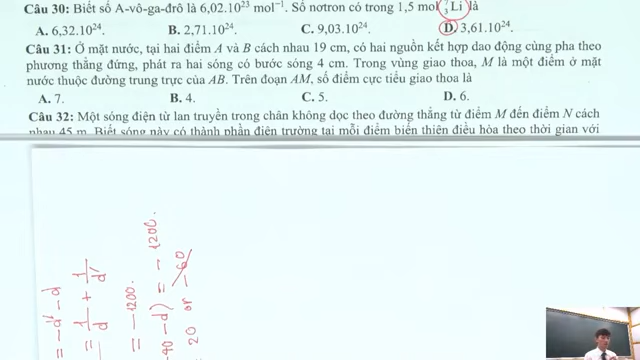 Câu 30: Biết số A-vô-ga-đrô là 6,02.10²³ mol⁻¹. Số nơtron có trong 1,5 mol ⁷₃Li là
A. 6,32.10²⁴. B. 2,71.10²⁴. C. 9,03.10²⁴. D. 3,61.10²⁴.
Câu 31: Ở mặt nước, tại hai điểm A và B cách nhau 19 cm, có hai nguồn kết hợp dao động cùng pha theo
phương thẳng đứng, phát ra hai sóng có bước sóng 4 cm. Trong vùng giao thoa, M là một điểm ở mặt
nước thuộc đường trung trực của AB. Trên đoạn AM, số điểm cực tiểu giao thoa là
A. 7. B. 4. C. 5. D. 6.
Câu 32: Một sóng điện từ lan truyền trong chân không dọc theo đường thẳng từ điểm M đến điểm N cách
nhau 45 m. Biết sóng này có thành phần điện trường tại mỗi điểm biến thiên điều hòa theo thời gian với
= -d' - d
= 1/d + 1/d'
= -1200.
-d) = -1200.
= 20 or -60